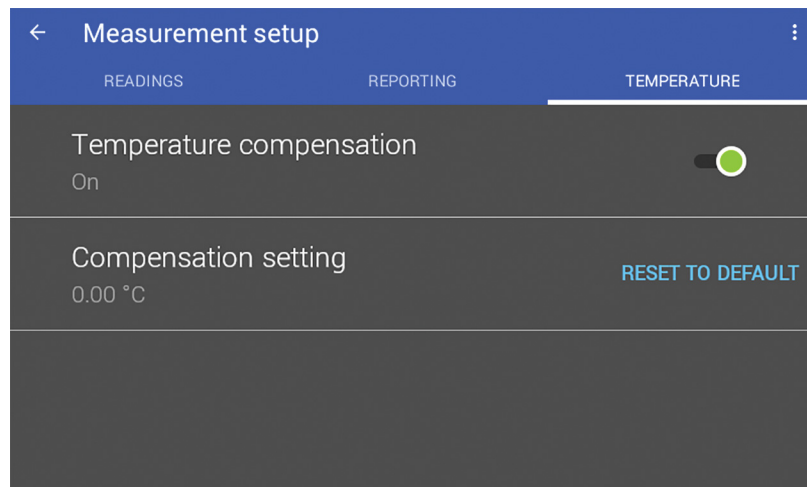 Measurement setup
READINGS REPORTING TEMPERATURE
Temperature compensation
On
Compensation setting
0.00 °C
RESET TO DEFAULT